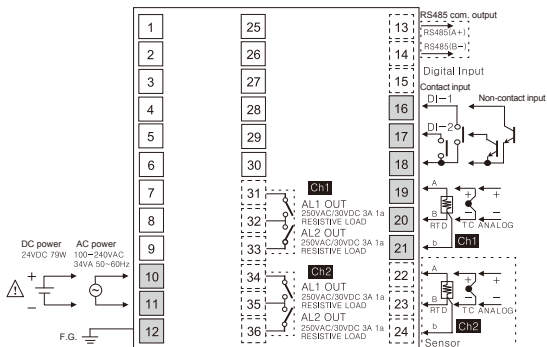 1
2
3
4
5
6
7
8
9
10
11
12
DC power
24VDC 79W
AC power
100-240VAC
34VA 50~60Hz
+
−
F.G.
25
26
27
28
29
30
31
32
33
34
35
36
Ch1
AL1 OUT
250VAC/30VDC 3A 1a
RESISTIVE LOAD
AL2 OUT
250VAC/30VDC 3A 1a
RESISTIVE LOAD
Ch2
AL1 OUT
250VAC/30VDC 3A 1a
RESISTIVE LOAD
AL2 OUT
250VAC/30VDC 3A 1a
RESISTIVE LOAD
13
14
15
16
17
18
19
20
21
22
23
24
RS485 com. output
RS485(A+)
RS485(B−)
Digital Input
Contact input
Non-contact input
DI−1
DI−2
A
+
+
B
−
−
RTD
TC
ANALOG
b
Ch1
A
+
+
B
−
−
RTD
TC
ANALOG
b
Ch2
Sensor